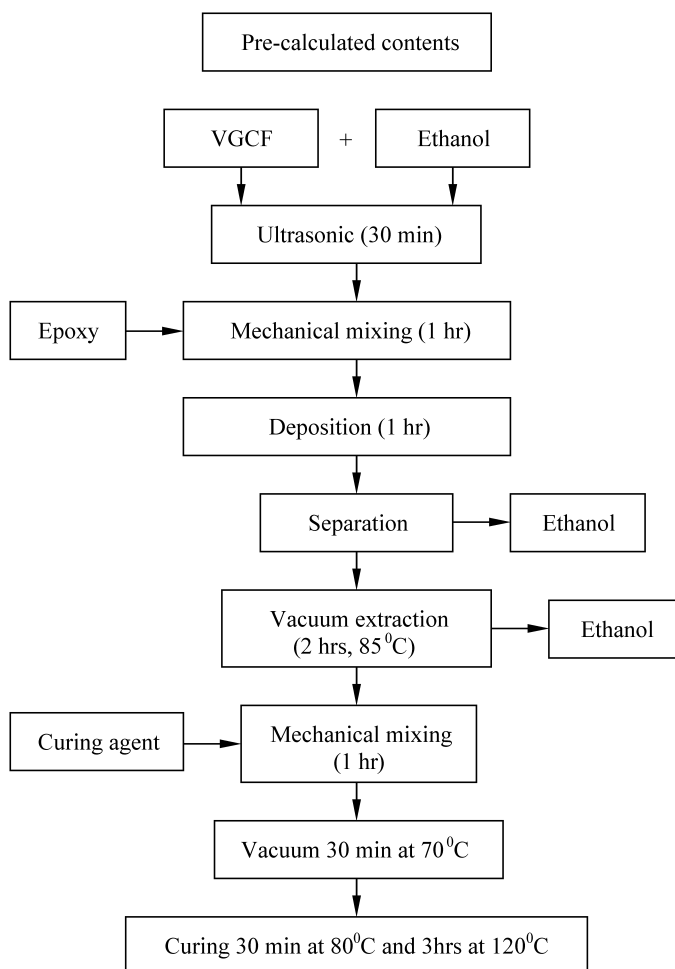 Pre-calculated contents
VGCF + Ethanol
Ultrasonic (30 min)
Epoxy
Mechanical mixing (1 hr)
Deposition (1 hr)
Separation
Ethanol
Vacuum extraction
(2 hrs, 85⁰C)
Ethanol
Curing agent
Mechanical mixing
(1 hr)
Vacuum 30 min at 70⁰C
Curing 30 min at 80⁰C and 3hrs at 120⁰C